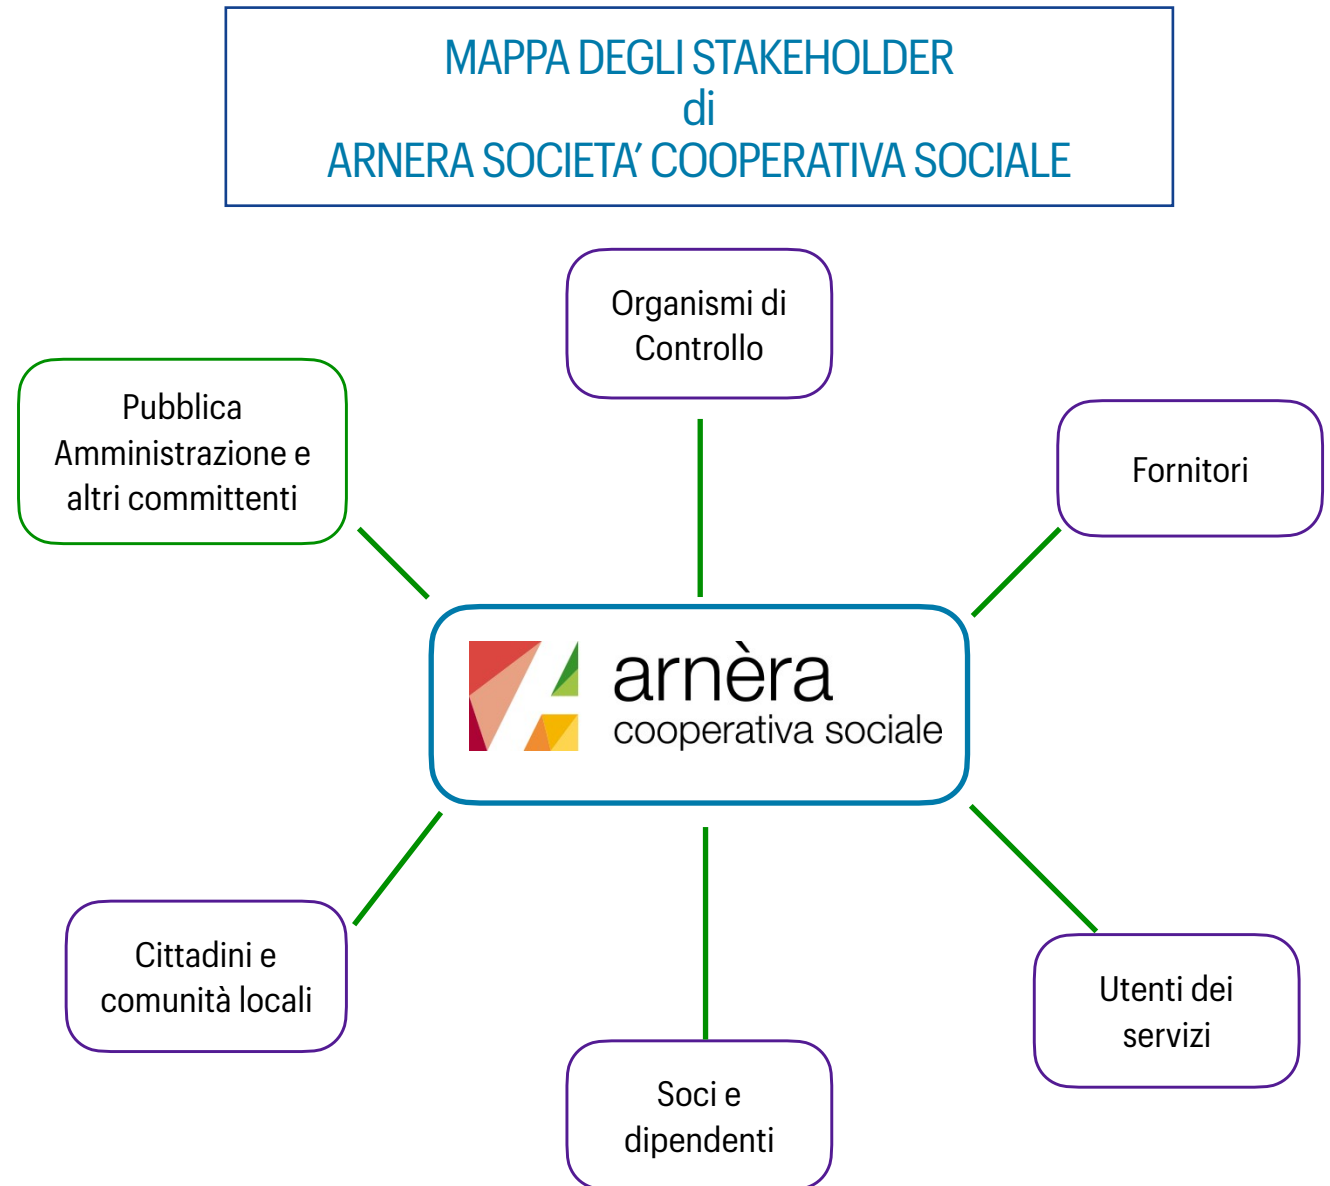 MAPPA DEGLI STAKEHOLDER
di
ARNERA SOCIETA’ COOPERATIVA SOCIALE
Organismi di
Controllo
Pubblica
Amministrazione e
altri committenti
Fornitori
arnèra
cooperativa sociale
Cittadini e
comunità locali
Utenti dei
servizi
Soci e
dipendenti